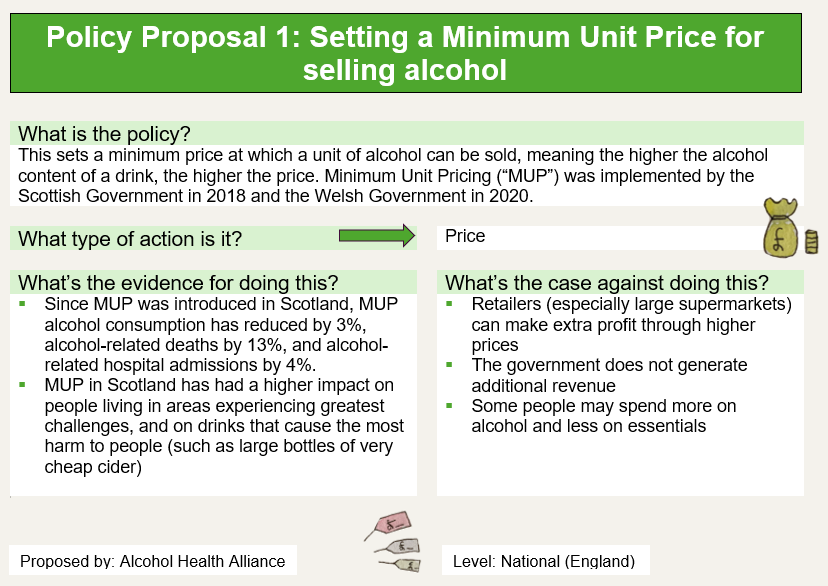 Policy Proposal 1: Setting a Minimum Unit Price for
selling alcohol
What is the policy?
This sets a minimum price at which a unit of alcohol can be sold, meaning the higher the alcohol
content of a drink, the higher the price. Minimum Unit Pricing (“MUP”) was implemented by the
Scottish Government in 2018 and the Welsh Government in 2020.
What type of action is it?
Price
£
What’s the evidence for doing this?
▪ Since MUP was introduced in Scotland, MUP
alcohol consumption has reduced by 3%,
alcohol-related deaths by 13%, and alcohol-
related hospital admissions by 4%.
▪ MUP in Scotland has had a higher impact on
people living in areas experiencing greatest
challenges, and on drinks that cause the most
harm to people (such as large bottles of very
cheap cider)
What’s the case against doing this?
▪ Retailers (especially large supermarkets)
can make extra profit through higher
prices
▪ The government does not generate
additional revenue
▪ Some people may spend more on
alcohol and less on essentials
£_
£_
£_
Proposed by: Alcohol Health Alliance
Level: National (England)